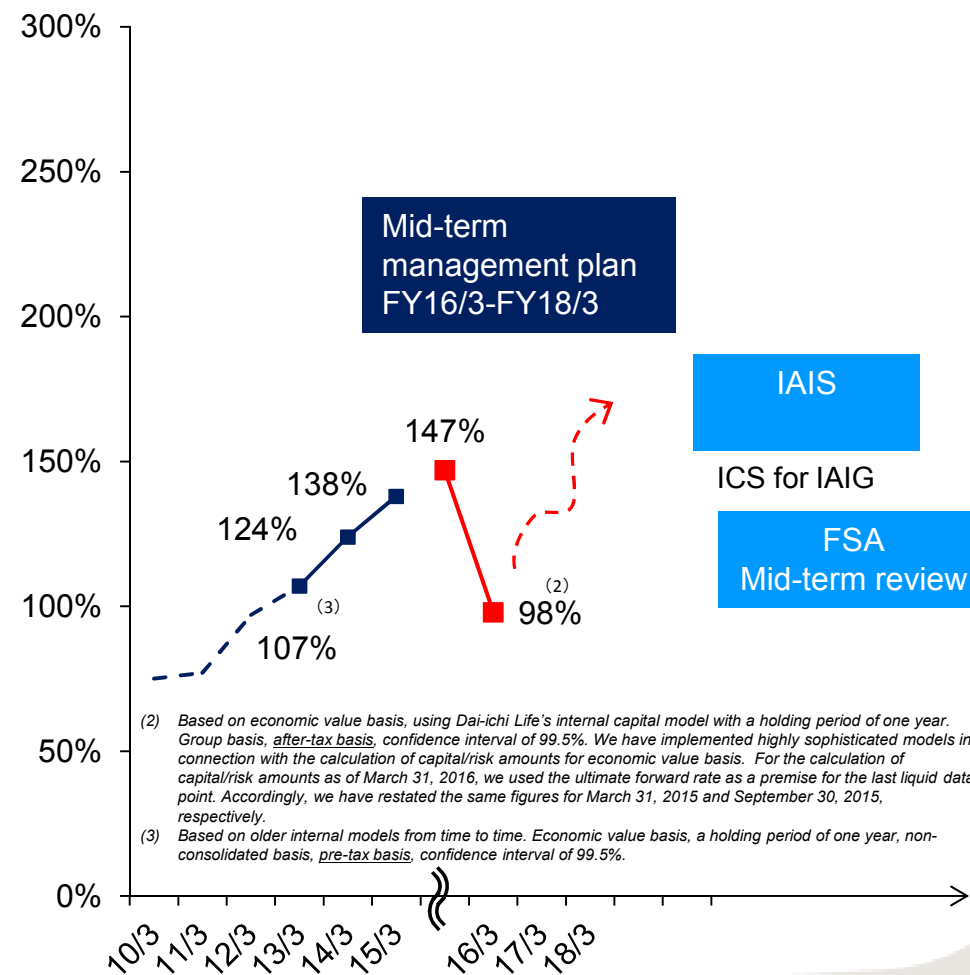 300%
250%
Mid-term
management plan
FY16/3-FY18/3
200%
IAIS
147%
150%
138%
ICS for IAIG
124%
FSA
Mid-term review
(2)
100%
98%
(3)
107%
(2) Based on economic value basis, using Dai-ichi Life's internal capital model with a holding period of one year.
Group basis, after-tax basis, confidence interval of 99.5%. We have implemented highly sophisticated models in
connection with the calculation of capital/risk amounts for economic value basis. For the calculation of
capital/risk amounts as of March 31, 2016, we used the ultimate forward rate as a premise for the last liquid data
point. Accordingly, we have restated the same figures for March 31, 2015 and September 30, 2015,
respectively.
(3) Based on older internal models from time to time. Economic value basis, a holding period of one year, non-
consolidated basis, pre-tax basis, confidence interval of 99.5%.
50%
0%
10/3
11/3
12/3
13/3
14/3
15/3
16/3
17/3
18/3